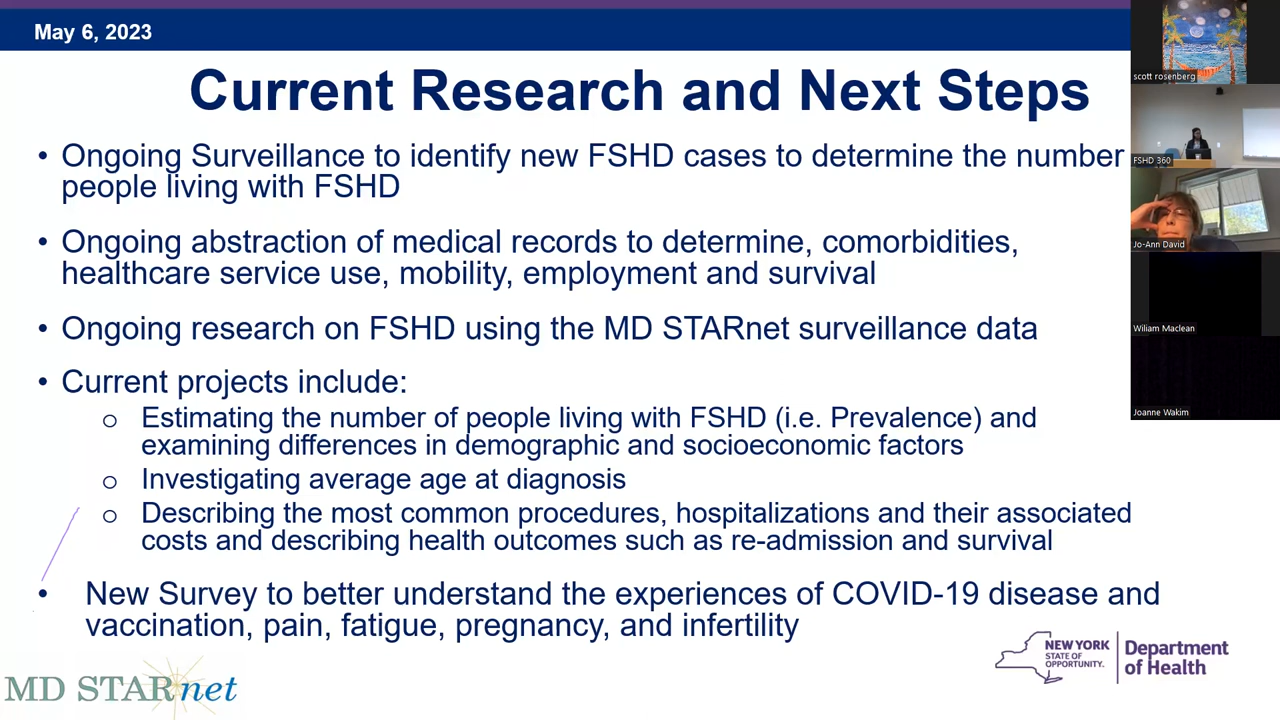 May 6, 2023
Current Research and Next Steps
• Ongoing Surveillance to identify new FSHD cases to determine the number
people living with FSHD
• Ongoing abstraction of medical records to determine, comorbidities,
healthcare service use, mobility, employment and survival
• Ongoing research on FSHD using the MD STARnet surveillance data
• Current projects include:
o Estimating the number of people living with FSHD (i.e. Prevalence) and
examining differences in demographic and socioeconomic factors
o Investigating average age at diagnosis
o Describing the most common procedures, hospitalizations and their associated
costs and describing health outcomes such as re-admission and survival
• New Survey to better understand the experiences of COVID-19 disease and
vaccination, pain, fatigue, pregnancy, and infertility
MD STARnet
NEW YORK
STATE OF
OPPORTUNITY.
Department
of Health
scott rosenberg
FSHD 360
Jo-Ann David
Wiliam Maclean
Joanne Wakim